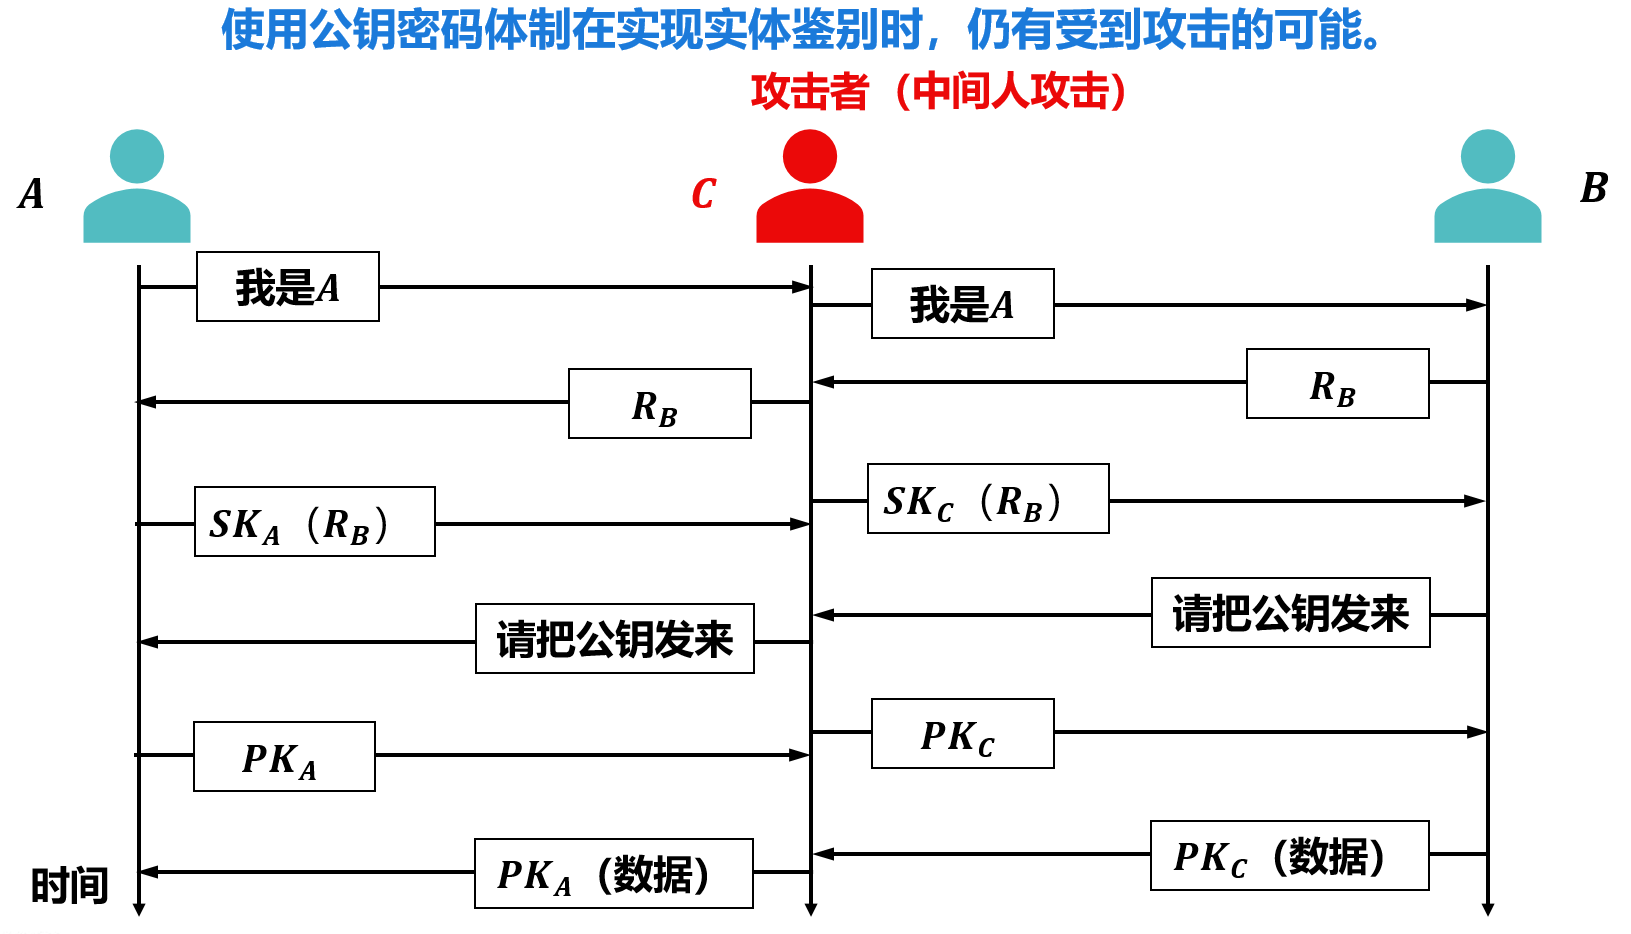 使用公钥密码体制在实现实体鉴别时，仍有受到攻击的可能。
攻击者（中间人攻击）
A
C
B
我是A
我是A
R_B
R_B
SK_C（R_B）
SK_A（R_B）
请把公钥发来
请把公钥发来
PK_C
PK_A
PK_C（数据）
PK_A（数据）
时间